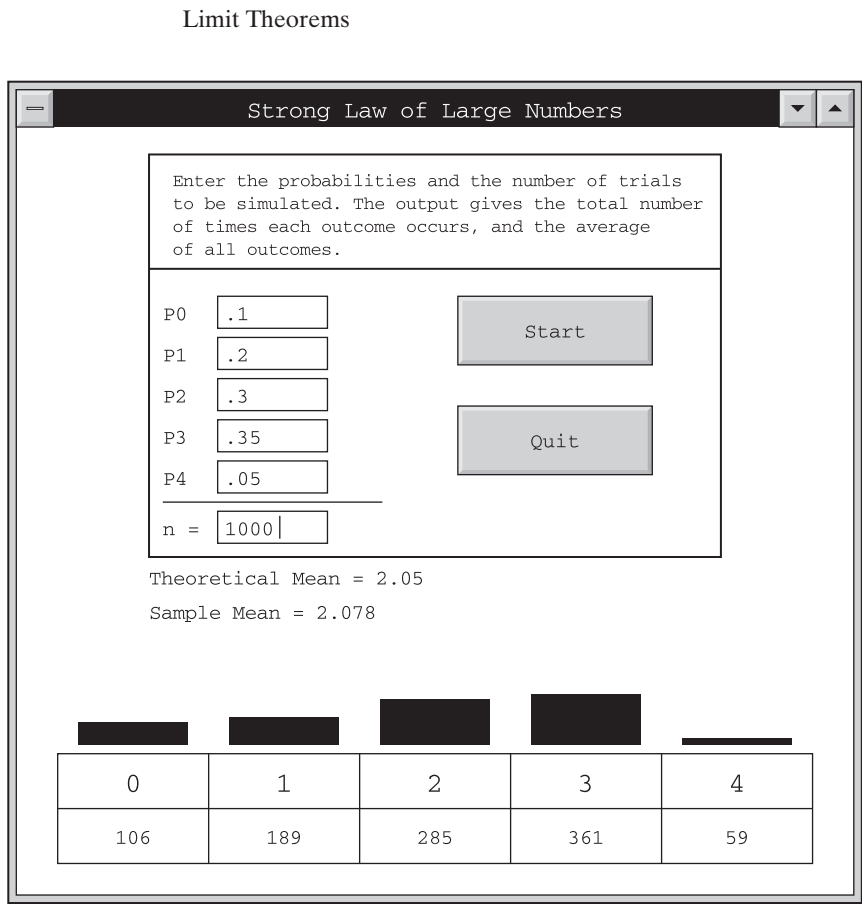 Limit Theorems
Strong Law of Large Numbers
Enter the probabilities and the number of trials
to be simulated. The output gives the total number
of times each outcome occurs, and the average
of all outcomes.
P0 .1
P1 .2
P2 .3
P3 .35
P4 .05
n = 1000
Start
Quit
Theoretical Mean = 2.05
Sample Mean = 2.078
0 1 2 3 4
106 189 285 361 59